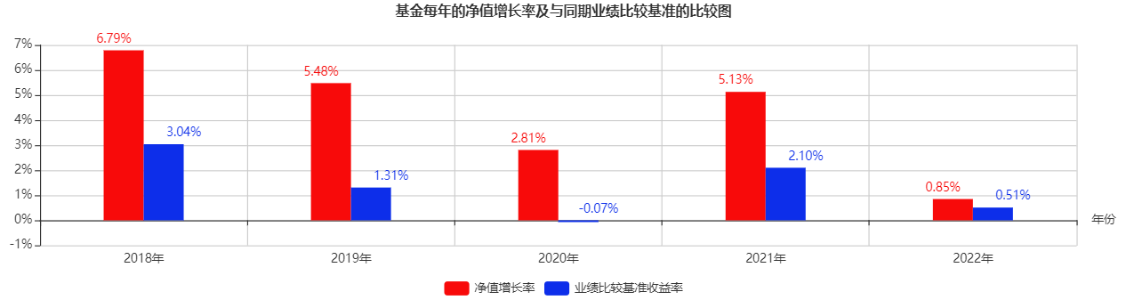 基金每年的净值增长率及与同期业绩比较基准的比较图
7%
6%
5%
4%
3%
2%
1%
0%
-1%
6.79%
3.04%
5.48%
1.31%
2.81%
-0.07%
5.13%
2.10%
0.85%
0.51%
年份
2018年
2019年
2020年
2021年
2022年
净值增长率
业绩比较基准收益率